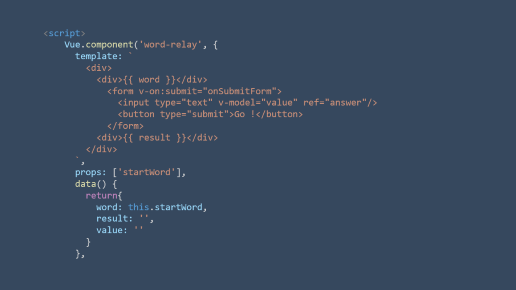 <script>
Vue.component('word-relay', {
template: `
<div>
<div>{{ word }}</div>
<form v-on:submit="onSubmitForm">
<input type="text" v-model="value" ref="answer"/>
<button type="submit">Go !</button>
</form>
<div>{{ result }}</div>
</div>
`,
props: ['startWord'],
data() {
return{
word: this.startWord,
result: '',
value: ''
}
},